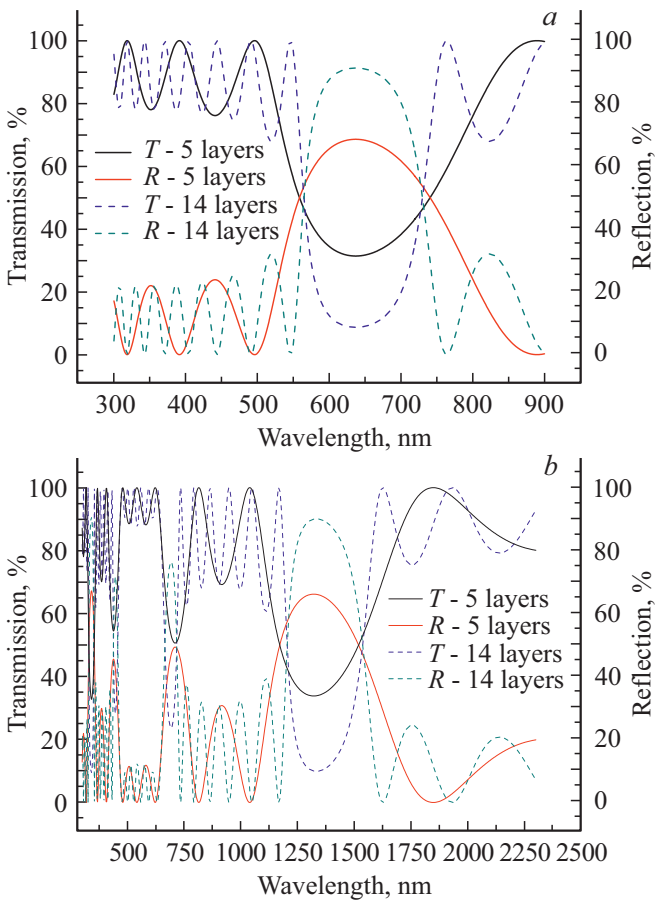 a
100
80
60
40
20
0
Transmission, %
T - 5 layers
R - 5 layers
T - 14 layers
R - 14 layers
100
80
60
40
20
0
Reflection, %
300 400 500 600 700 800 900
Wavelength, nm
b
100
80
60
40
20
0
Transmission, %
T - 5 layers
R - 5 layers
T - 14 layers
R - 14 layers
100
80
60
40
20
0
Reflection, %
500 750 1000 1250 1500 1750 2000 2250 2500
Wavelength, nm